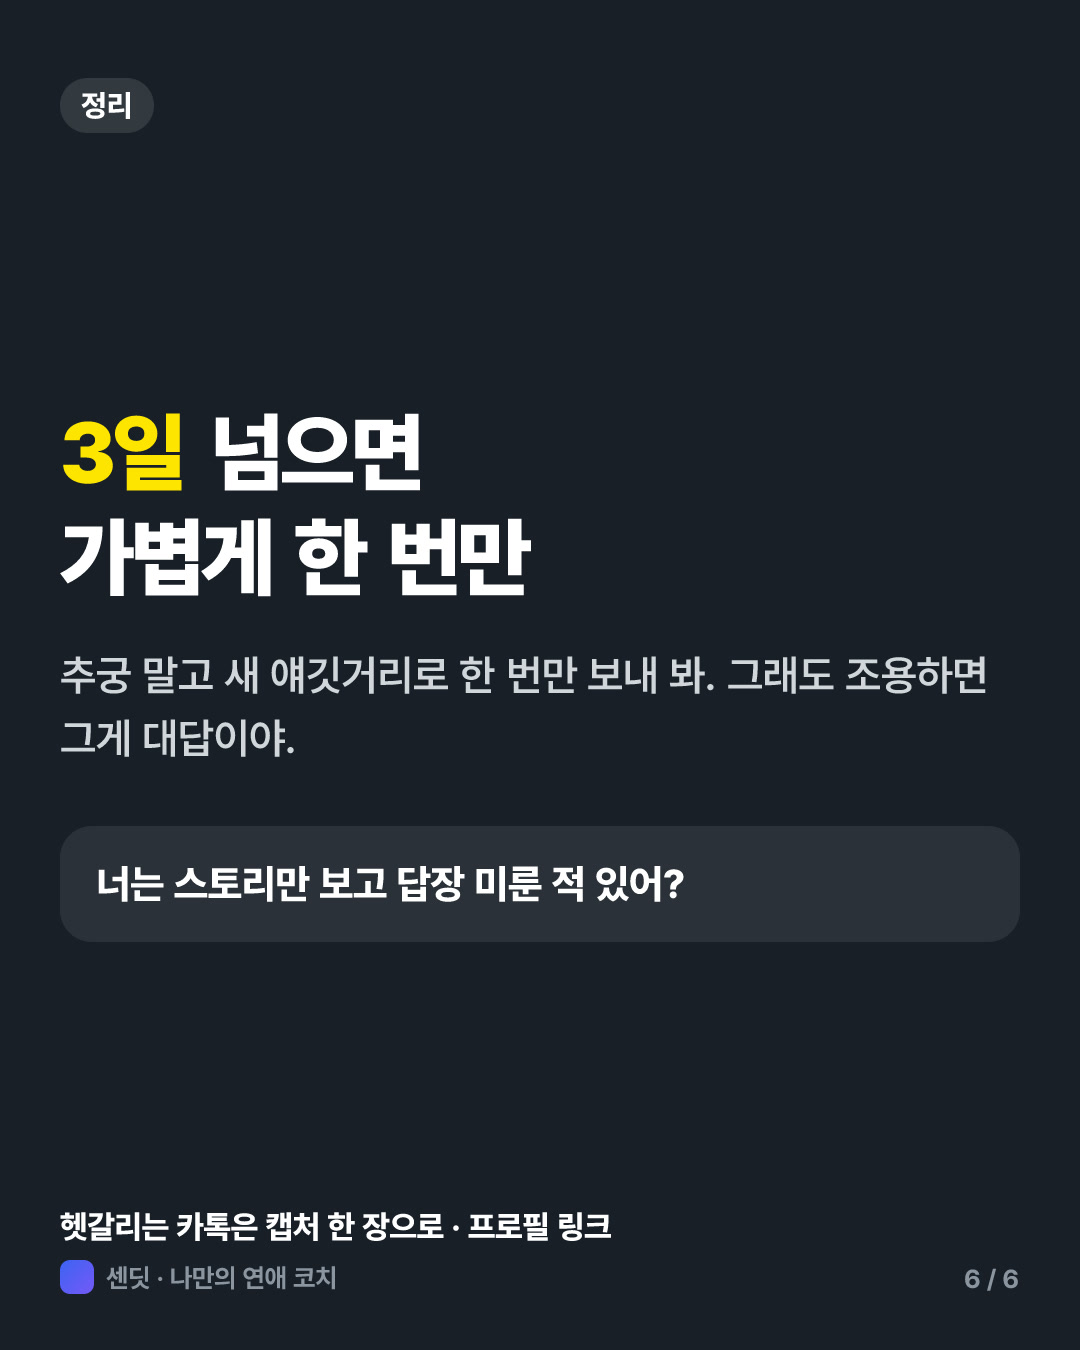 정리
3일 넘으면
가볍게 한 번만
추궁 말고 새 얘깃거리로 한 번만 보내 봐. 그래도 조용하면
그게 대답이야.
너는 스토리만 보고 답장 미룬 적 있어?
헷갈리는 카톡은 캡처 한 장으로 · 프로필 링크
센딧 · 나만의 연애 코치
6 / 6